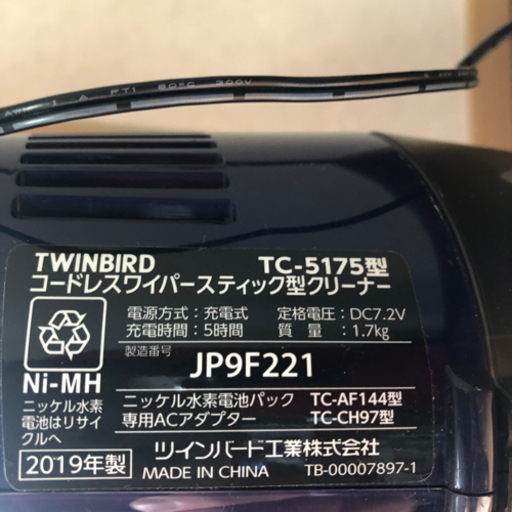 FT1 80°C 300V
TWINBIRD TC-5175型
コードレスワイパースティック型クリーナー
電源方式：充電式 定格電圧：DC7.2V
充電時間：5時間 質量：1.7kg
製造番号 JP9F221
Ni-MH
ニッケル水素
電池はリサイ
クルへ
ニッケル水素電池パック TC-AF144型
専用ACアダプター TC-CH97型
2019年製
ツインバード工業株式会社
MADE IN CHINA TB-00007897-1